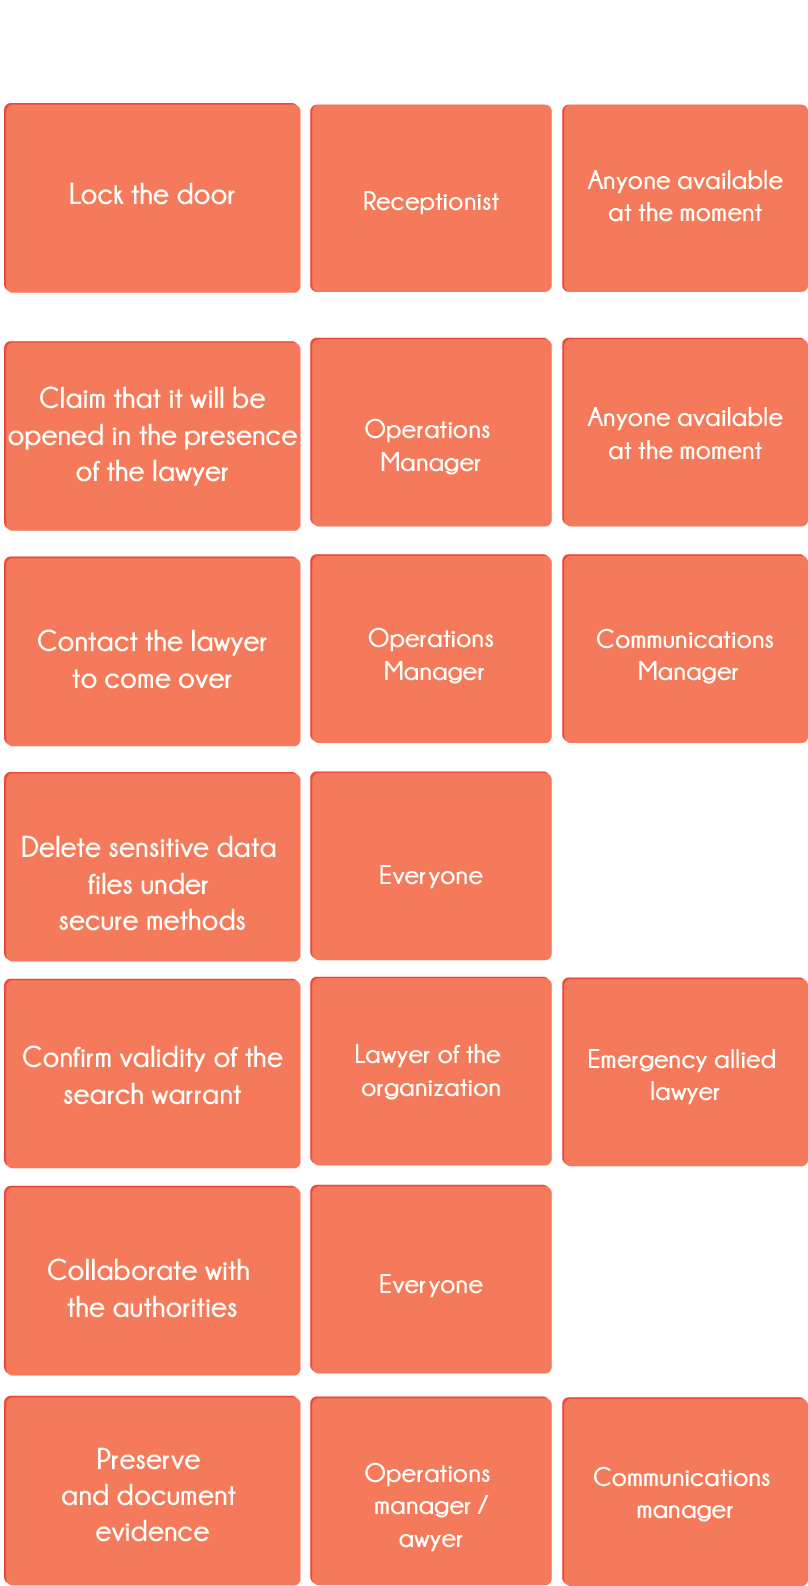 Lock the door
Receptionist
Anyone available
at the moment
Claim that it will be
opened in the presence
of the lawyer
Operations
Manager
Anyone available
at the moment
Contact the lawyer
to come over
Operations
Manager
Communications
Manager
Delete sensitive data
files under
secure methods
Everyone
Confirm validity of the
search warrant
Lawyer of the
organization
Emergency allied
lawyer
Collaborate with
the authorities
Everyone
Preserve
and document
evidence
Operations
manager /
awyer
Communications
manager